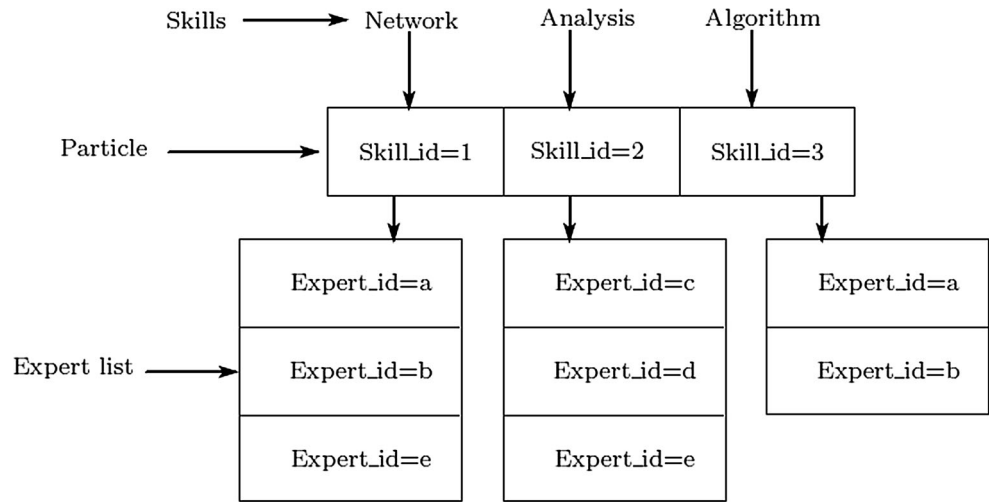 Skills Network Analysis Algorithm
Particle Skill_id=1 Skill_id=2 Skill_id=3
Expert_id=a Expert_id=c Expert_id=a
Expert list Expert_id=b Expert_id=d Expert_id=b
Expert_id=e Expert_id=e